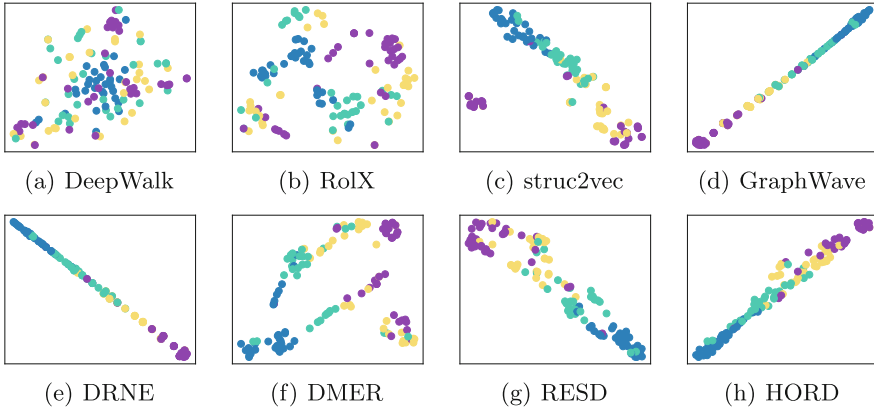 (a) DeepWalk (b) RolX (c) struc2vec (d) GraphWave
(e) DRNE (f) DMER (g) RESD (h) HORD